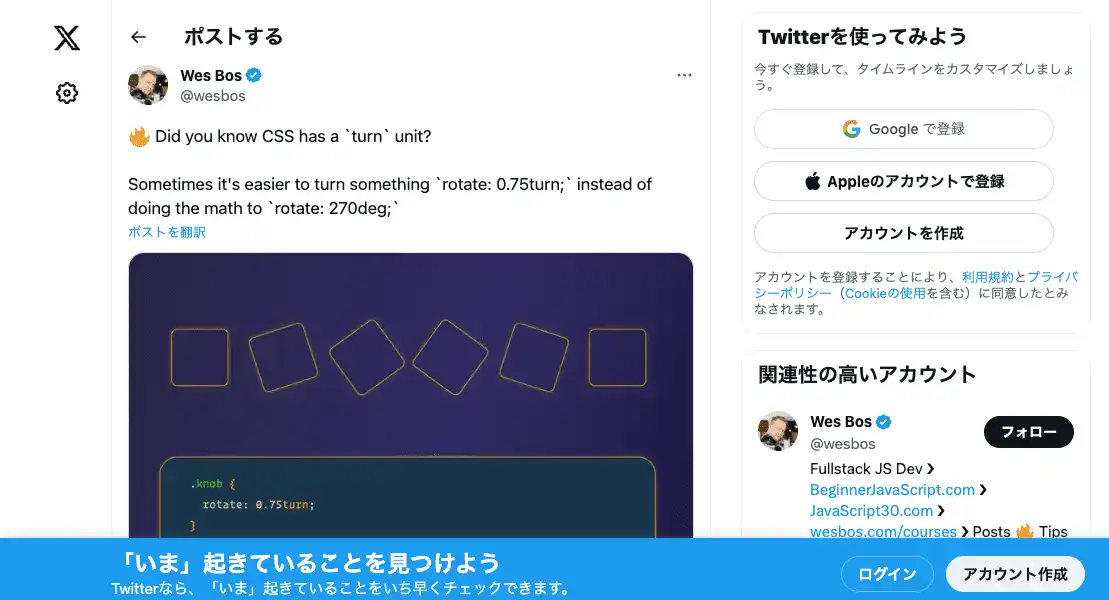 ポストする
Wes Bos
@wesbos
Did you know CSS has a `turn` unit?
Sometimes it's easier to turn something `rotate: 0.75turn;` instead of
doing the math to `rotate: 270deg;`
ポストを翻訳
.knob {
rotate: 0.75turn;
}
Twitterを使ってみよう
今すぐ登録して、タイムラインをカスタマイズしましょ
う。
Google で登録
Appleのアカウントで登録
アカウントを作成
アカウントを登録することにより、利用規約とプライバ
シーポリシー（Cookieの使用を含む）に同意したとみ
なされます。
関連性の高いアカウント
Wes Bos
@wesbos
フォロー
Fullstack JS Dev ❯
BeginnerJavaScript.com ❯
JavaScript30.com ❯
wesbos.com/courses ❯ Posts 🔥 Tips
「いま」起きていることを見つけよう
Twitterなら、「いま」起きていることをいち早くチェックできます。
ログイン
アカウント作成